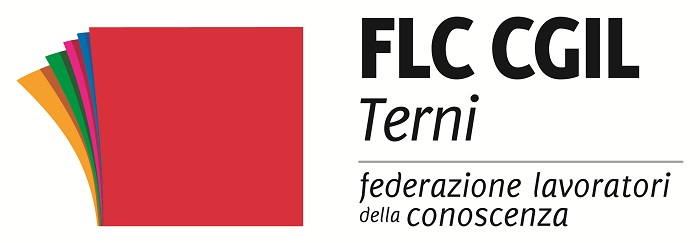 FLC CGIL
Terni
federazione lavoratori
della conoscenza